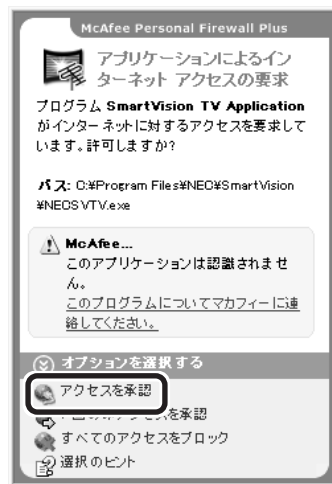 McAfee Personal Firewall Plus
アプリケーションによるイン
ターネット アクセスの要求
プログラム SmartVision TV Application
がインターネットに対するアクセスを要求して
います。許可しますか?
パス: C:¥Program Files¥NEC¥SmartVision
¥NECSVTV.exe
McAfee...
このアプリケーションは認識されませ
ん。
このプログラムについてマカフィーに連
絡してください。
オプションを選択する
アクセスを承認
アクセスを承認
すべてのアクセスをブロック
選択のヒント